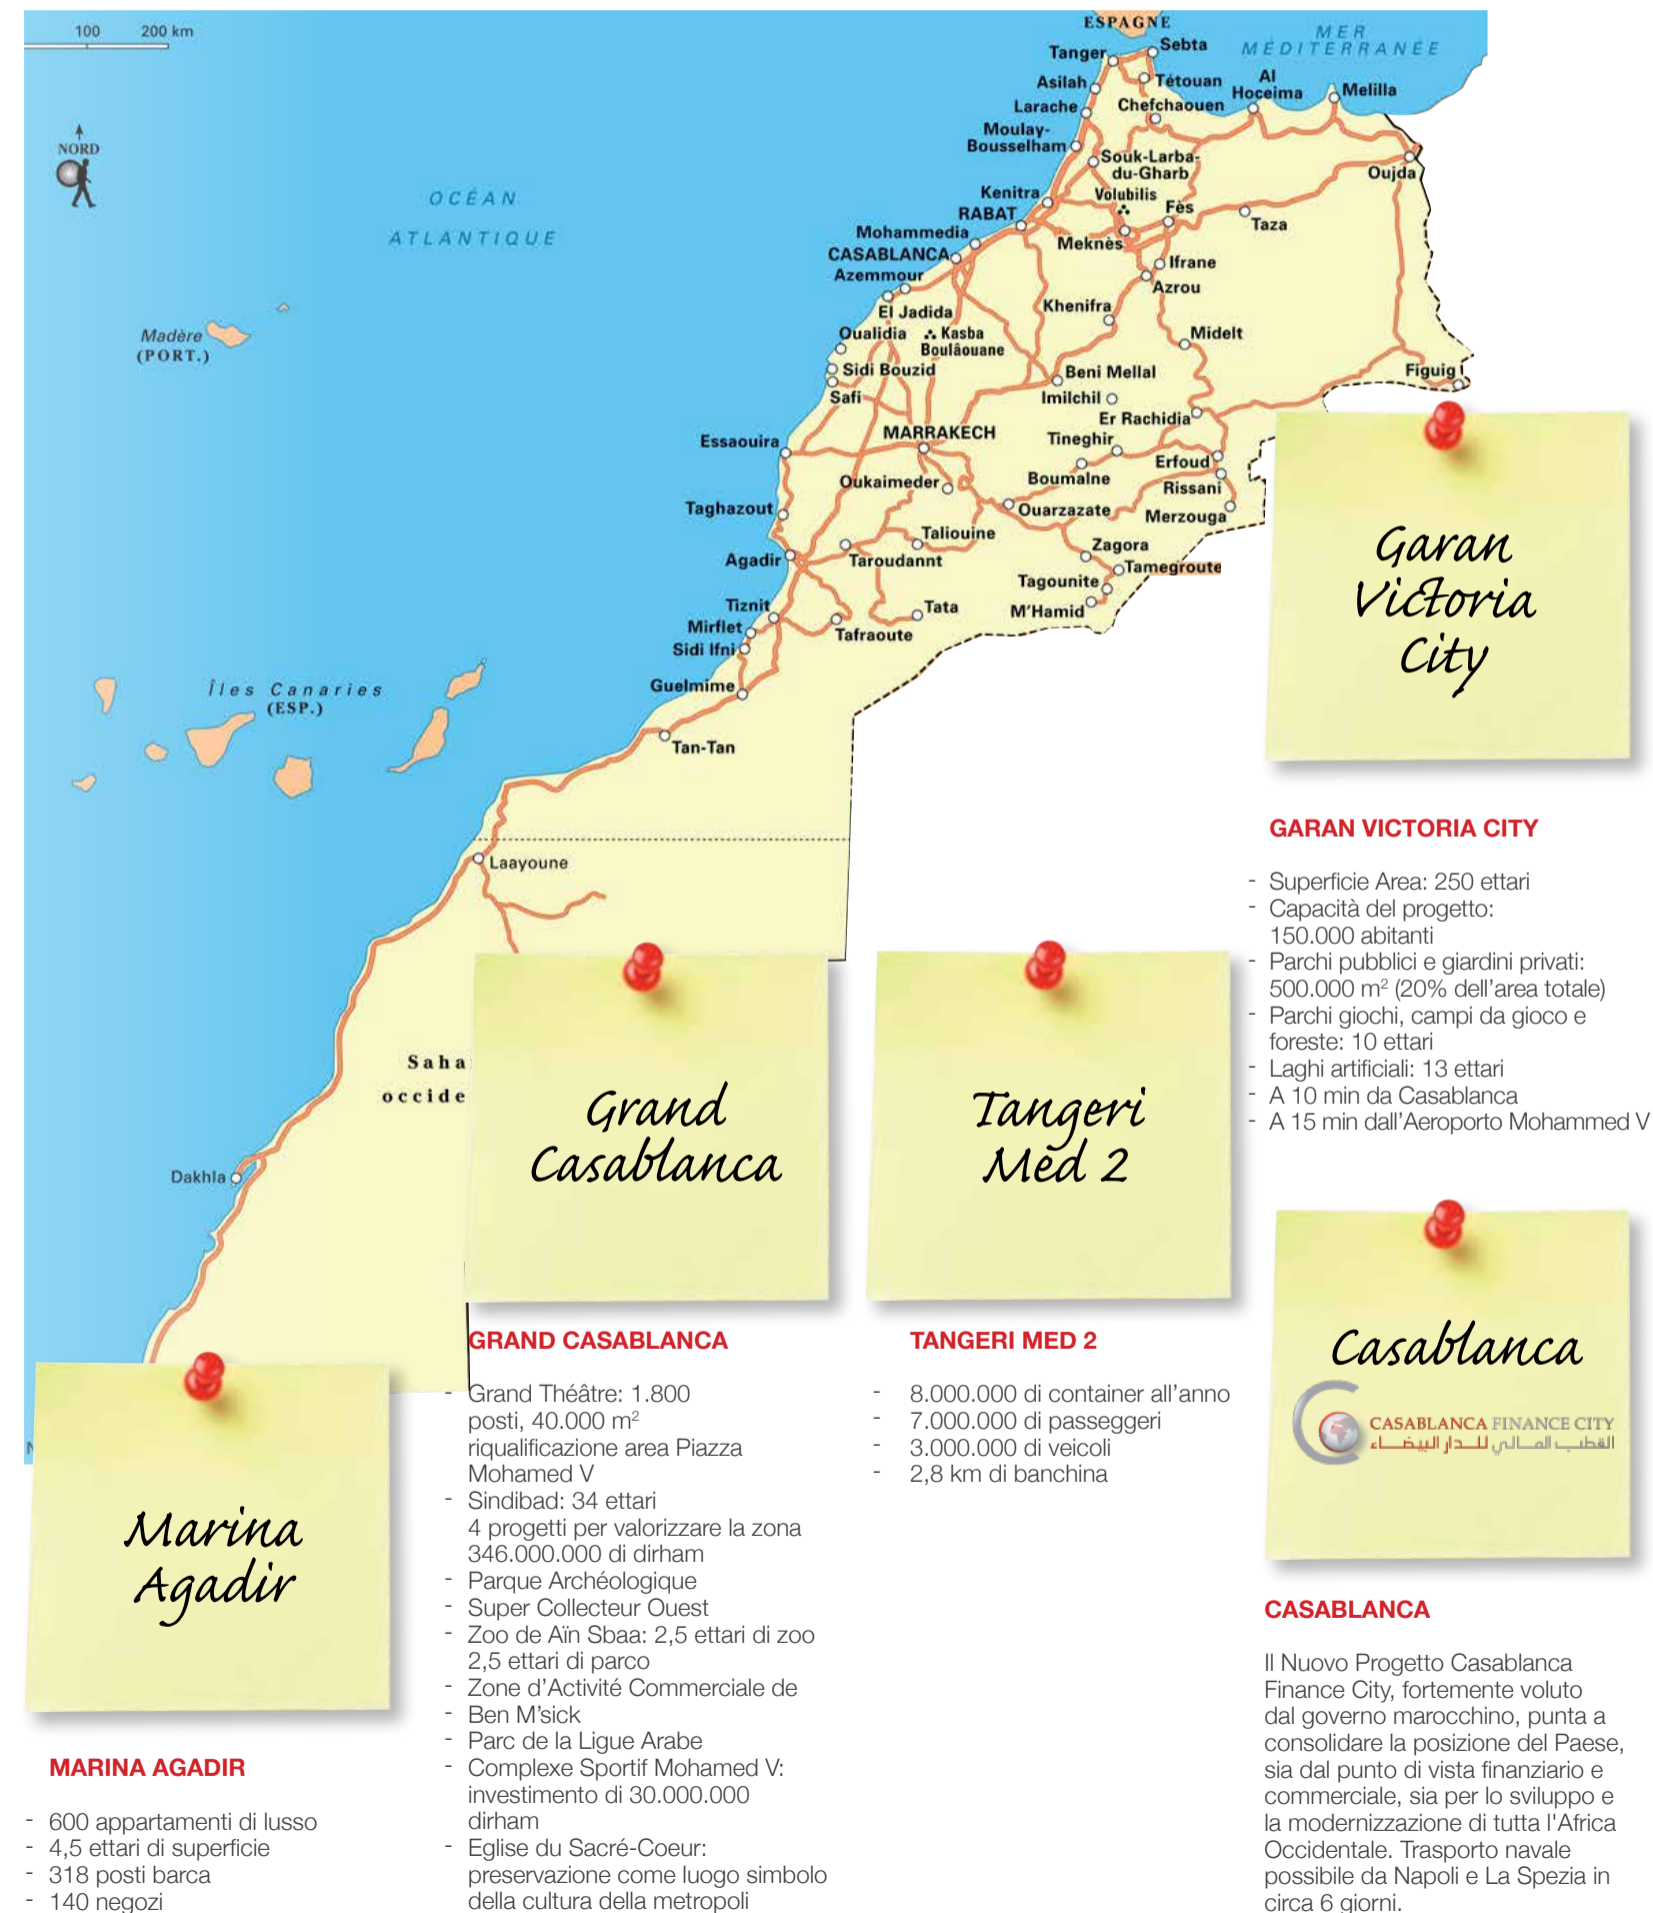 100
200 km
NORD
OCÉAN
ATLANTIQUE
ESPAGNE
MER
MÉDITERRANÉE
Tanger
Sebta
Asilah
Tétouan
Al
Hoceima
Melilla
Larache
Chefchaouen
Moulay-
Bousselham
Souk-Larba-
du-Gharb
Oujda
Kenitra
Volubilis
RABAT
Fès
Taza
Mohammedia
Meknès
CASABLANCA
Ifrane
Azemmour
Azrou
El Jadida
Khenifra
Madère
(PORT.)
Oualidia
Kasba
Boulâouane
Midelt
Sidi Bouzid
Beni Mellal
Figuig
Safi
Imilchil
Er Rachidia
Essaouira
MARRAKECH
Tineghir
Erfoud
Oukaimeder
Boumalne
Rissani
Taghazout
Ouarzazate
Merzouga
Taliouine
Agadir
Taroudannt
Zagora
Tamegroute
Tagounite
M'Hamid
Tiznit
Tata
Mirflet
Tafraoute
Sidi Ifni
Guelmime
Îles Canaries
(ESP.)
Tan-Tan
Laayoune
Saha
occide
Dakhla
Garan
Victoria
City
GARAN VICTORIA CITY
- Superficie Area: 250 ettari
- Capacità del progetto:
150.000 abitanti
- Parchi pubblici e giardini privati:
500.000 m² (20% dell'area totale)
- Parchi giochi, campi da gioco e
foreste: 10 ettari
- Laghi artificiali: 13 ettari
- A 10 min da Casablanca
- A 15 min dall'Aeroporto Mohammed V
Grand
Casablanca
GRAND CASABLANCA
- Grand Théâtre: 1.800
posti, 40.000 m²
riqualificazione area Piazza
Mohamed V
- Sindibad: 34 ettari
4 progetti per valorizzare la zona
346.000.000 di dirham
- Parque Archéologique
- Super Collecteur Ouest
- Zoo de Aïn Sbaa: 2,5 ettari di zoo
2,5 ettari di parco
- Zone d'Activité Commerciale de
- Ben M'sick
- Parc de la Ligue Arabe
- Complexe Sportif Mohamed V:
investimento di 30.000.000
dirham
- Eglise du Sacré-Coeur:
preservazione come luogo simbolo
della cultura della metropoli
Tangeri
Med 2
TANGERI MED 2
- 8.000.000 di container all'anno
- 7.000.000 di passeggeri
- 3.000.000 di veicoli
- 2,8 km di banchina
Casablanca
CASABLANCA FINANCE CITY
القطب المالي للدار البيضاء
CASABLANCA
Il Nuovo Progetto Casablanca
Finance City, fortemente voluto
dal governo marocchino, punta a
consolidare la posizione del Paese,
sia dal punto di vista finanziario e
commerciale, sia per lo sviluppo e
la modernizzazione di tutta l'Africa
Occidentale. Trasporto navale
possibile da Napoli e La Spezia in
circa 6 giorni.
Marina
Agadir
MARINA AGADIR
- 600 appartamenti di lusso
- 4,5 ettari di superficie
- 318 posti barca
- 140 negozi